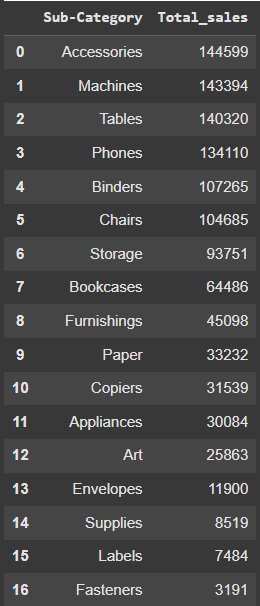 Sub-Category Total_sales
0 Accessories 144599
1 Machines 143394
2 Tables 140320
3 Phones 134110
4 Binders 107265
5 Chairs 104685
6 Storage 93751
7 Bookcases 64486
8 Furnishings 45098
9 Paper 33232
10 Copiers 31539
11 Appliances 30084
12 Art 25863
13 Envelopes 11900
14 Supplies 8519
15 Labels 7484
16 Fasteners 3191